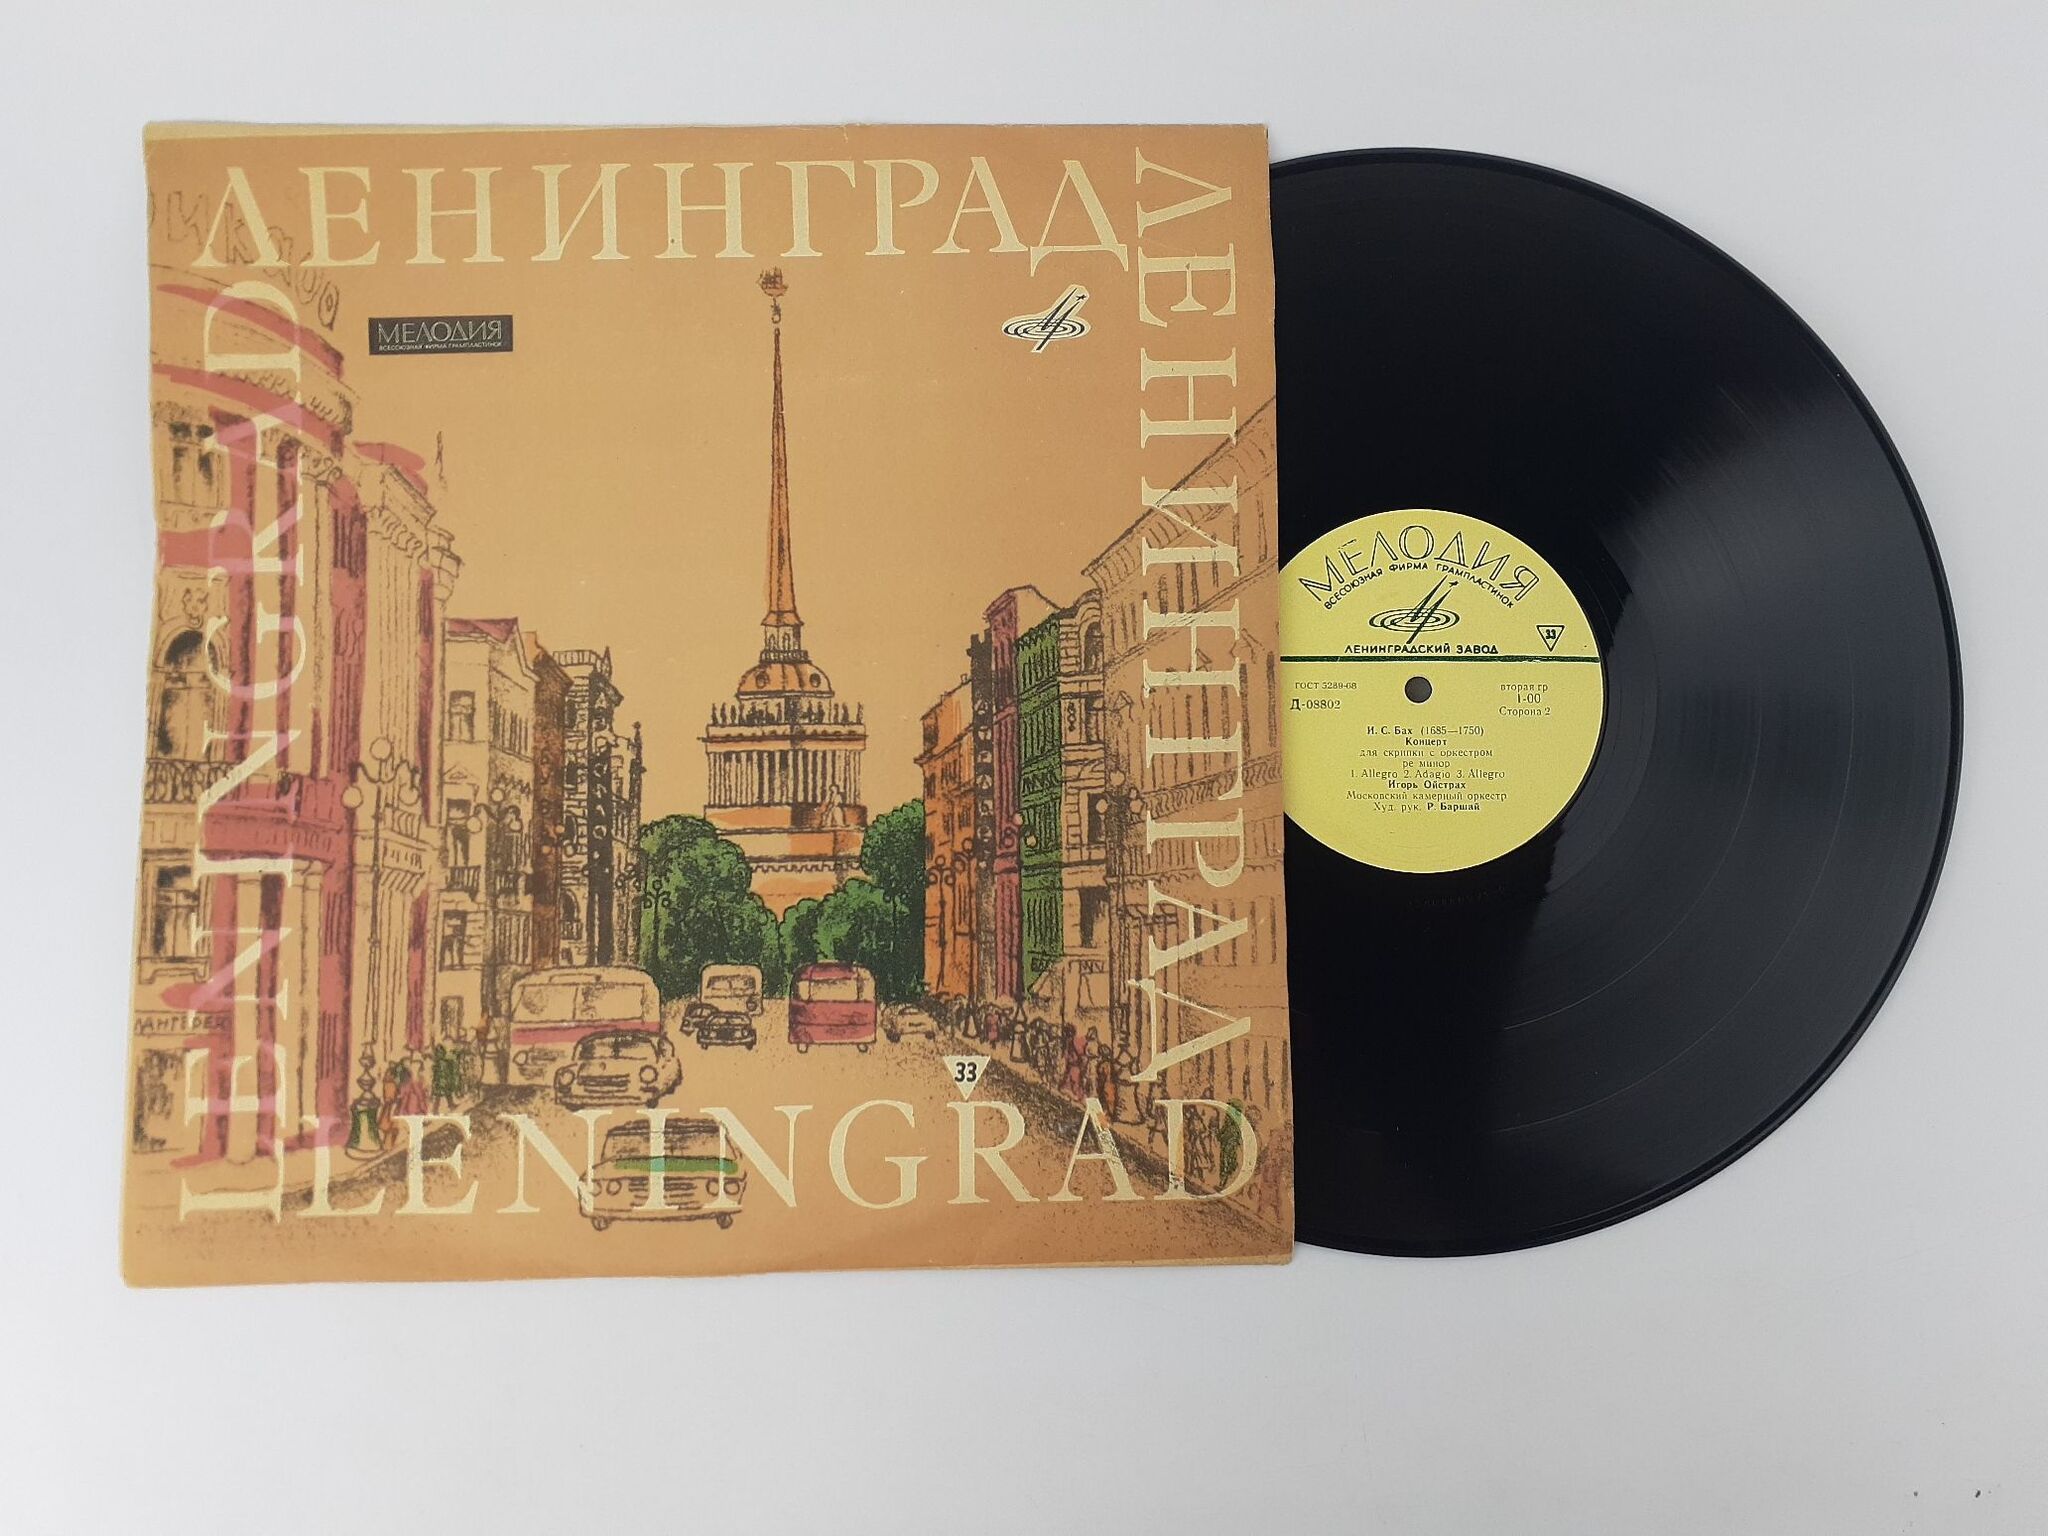 ЛЕНИНГРАД
ЛЕНИНГРАД
LENINGRAD
LENINGRAD
МЕЛОДИЯ
ВСЕСОЮЗНАЯ ФИРМА ГРАМПЛАСТИНОК
33
МЕЛОДИЯ
ВСЕСОЮЗНАЯ ФИРМА ГРАМПЛАСТИНОК
33
ЛЕНИНГРАДСКИЙ ЗАВОД
ГОСТ 5289-68
вторая гр
Д-08802
1-00
Сторона 2
И. С. Бах (1685—1750)
Концерт
для скрипки с оркестром
ре минор
1. Allegro 2. Adagio 3. Allegro
Игорь Ойстрах
Московский камерный оркестр
Худ. рук. Р. Баршай